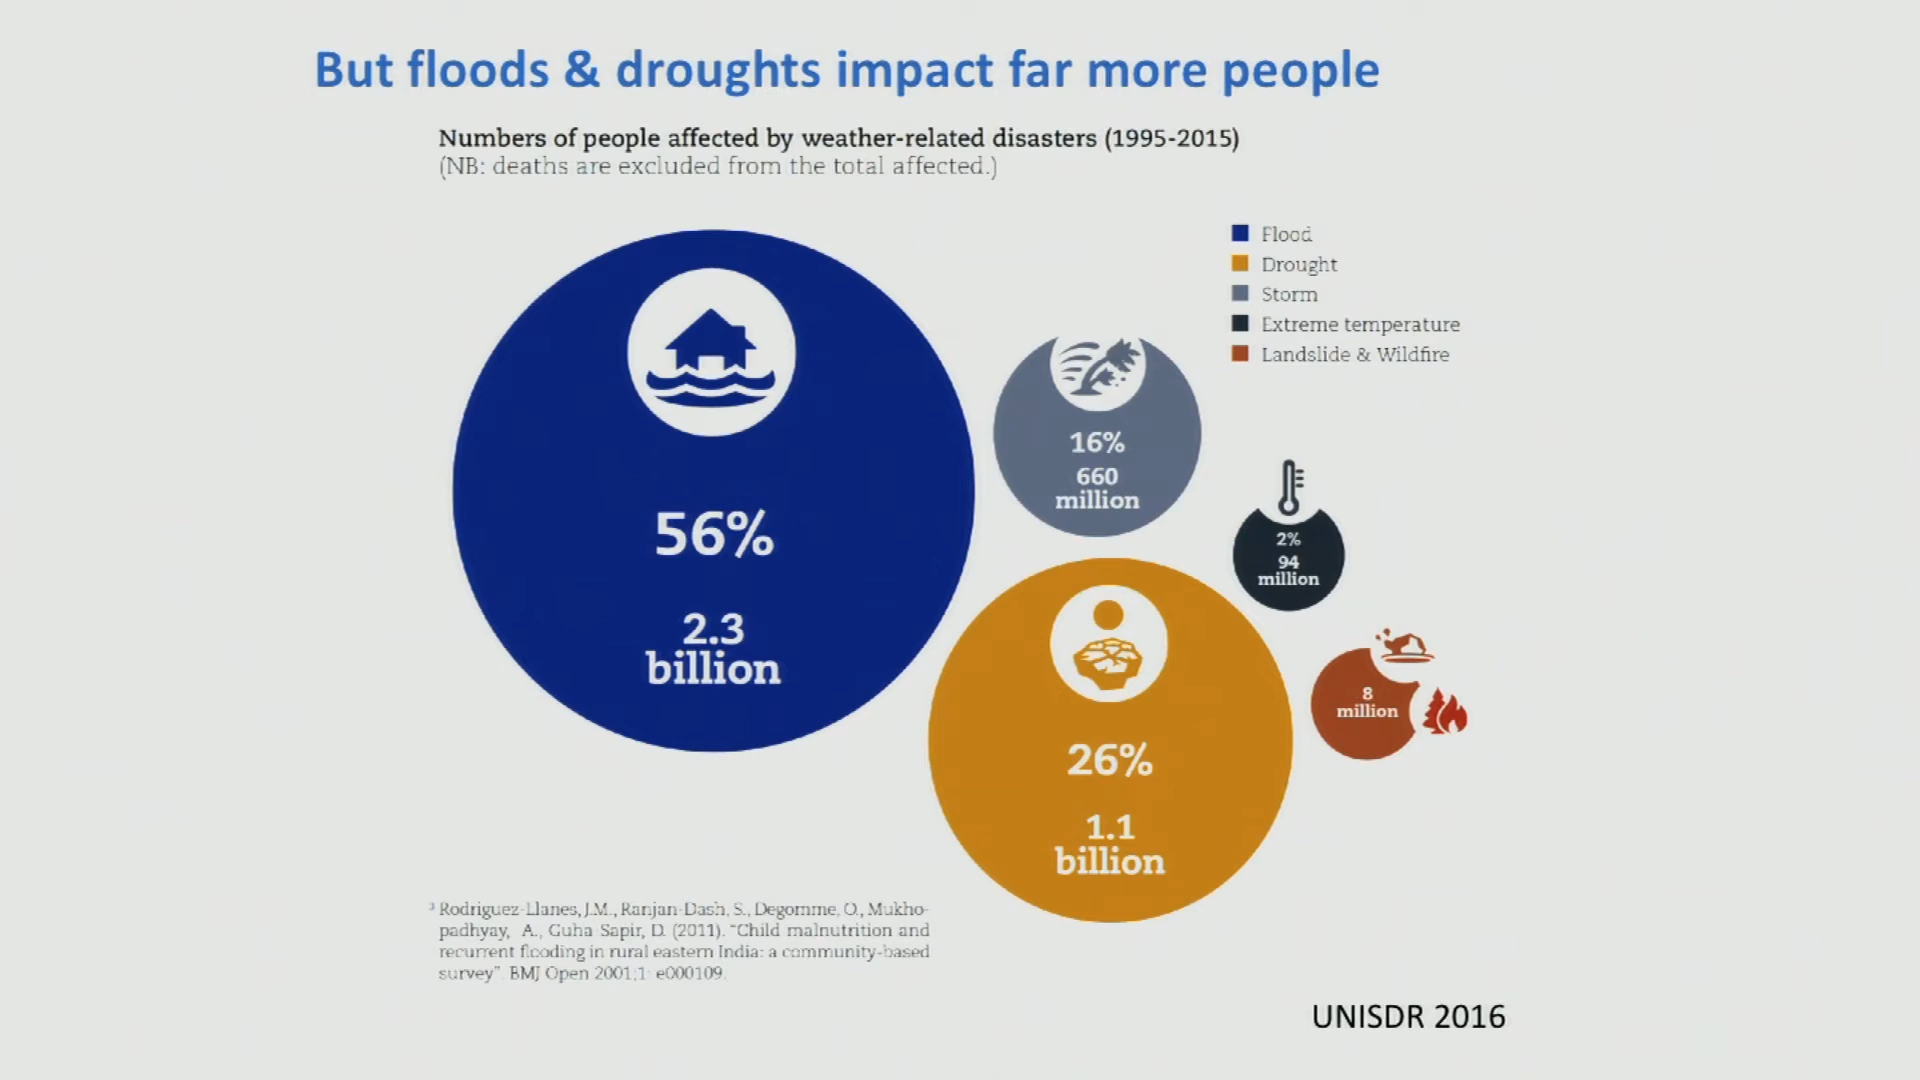 But floods & droughts impact far more people
Numbers of people affected by weather-related disasters (1995-2015)
(NB: deaths are excluded from the total affected.)
Flood
Drought
Storm
Extreme temperature
Landslide & Wildfire
56%
2.3
billion
16%
660
million
2%
94
million
8
million
26%
1.1
billion
³ Rodriguez-Llanes, J.M., Ranjan-Dash, S., Degomme, O., Mukho-
padhyay, A., Guha Sapir, D. (2011). "Child malnutrition and
recurrent flooding in rural eastern India: a community-based
survey". BMJ Open 2001;1: e000109.
UNISDR 2016